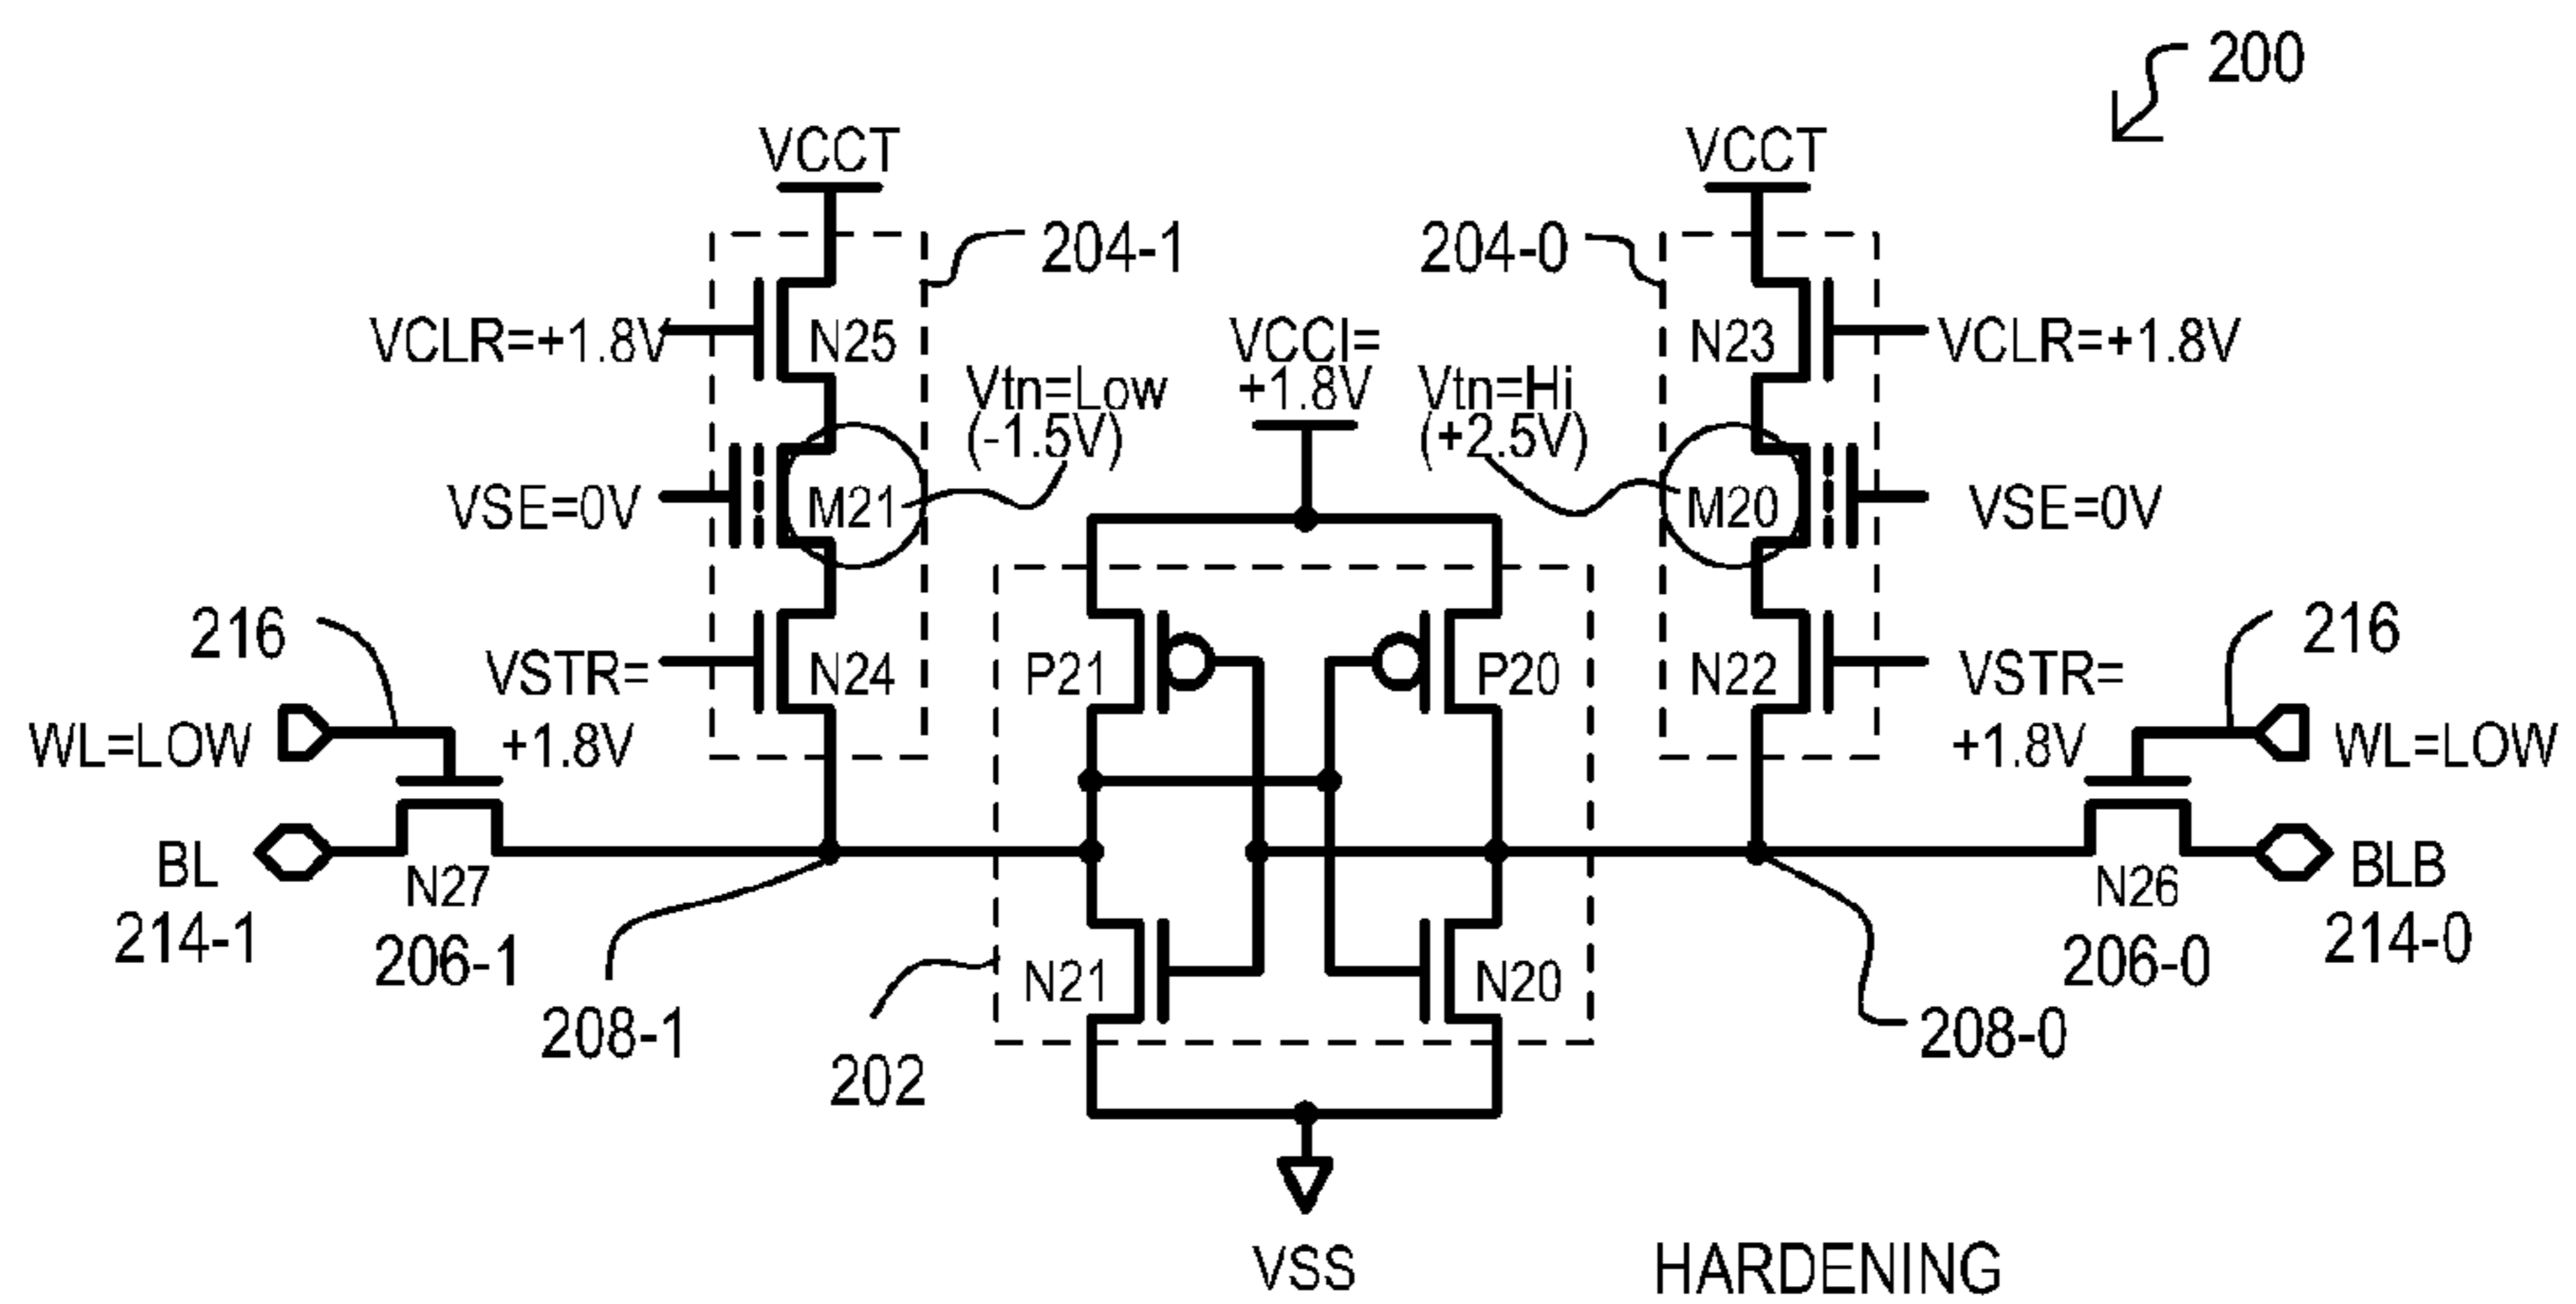 200
VCCT
VCCT
204-1
204-0
VCLR=+1.8V
N25
VCCI=
+1.8V
N23
VCLR=+1.8V
Vtn=Low
(-1.5V)
Vtn=Hi
(+2.5V)
VSE=0V
M21
M20
VSE=0V
216
216
VSTR=
+1.8V
N24
P21
P20
N22
VSTR=
+1.8V
WL=LOW
WL=LOW
BL
214-1
N27
206-1
N26
206-0
BLB
214-0
N21
N20
208-1
208-0
202
VSS
HARDENING